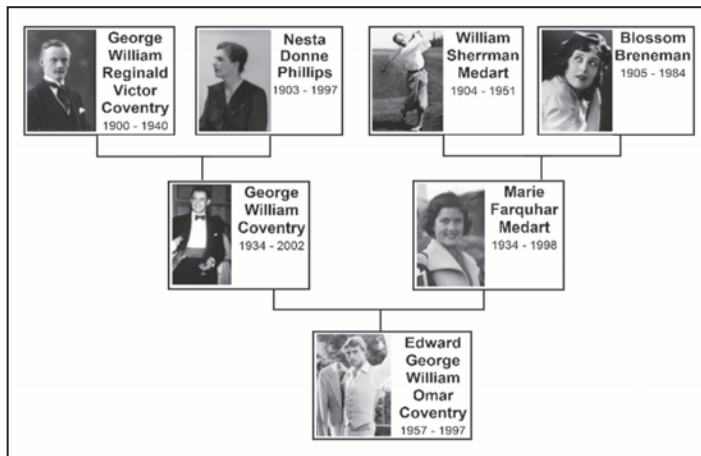 George
William
Reginald
Victor
Coventry
1900 - 1940
Nesta
Donne
Phillips
1903 - 1997
William
Sherrman
Medart
1904 - 1951
Blossom
Breneman
1905 - 1984
George
William
Coventry
1934 - 2002
Marie
Farquhar
Medart
1934 - 1998
Edward
George
William
Omar
Coventry
1957 - 1997